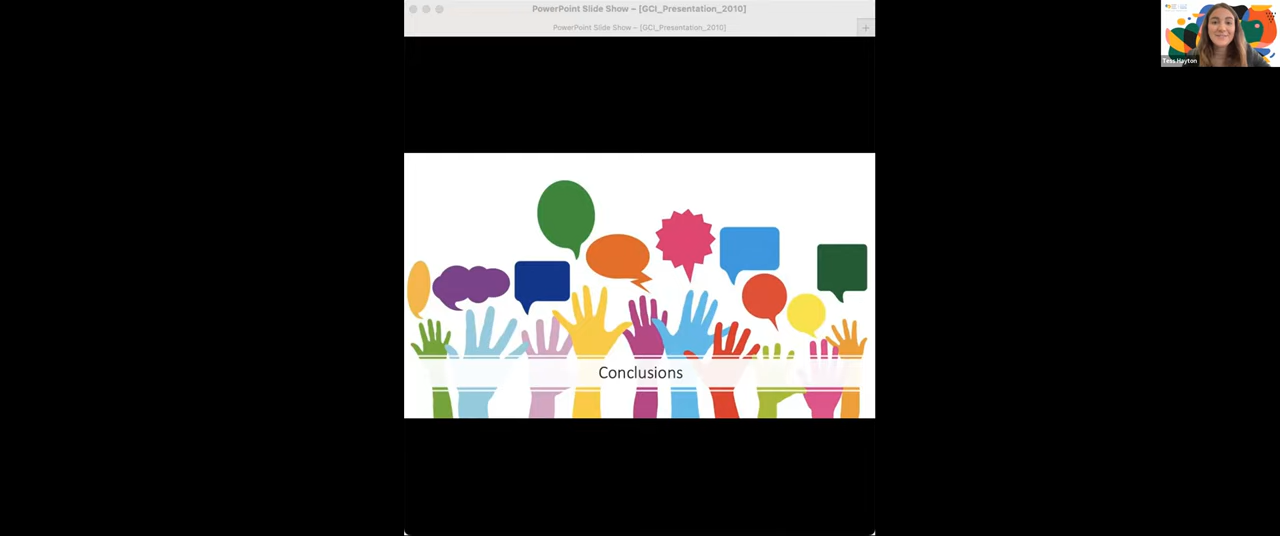 PowerPoint Slide Show – [GCI_Presentation_2010]
PowerPoint Slide Show – [GCI_Presentation_2010]
Tess Hayton
Conclusions